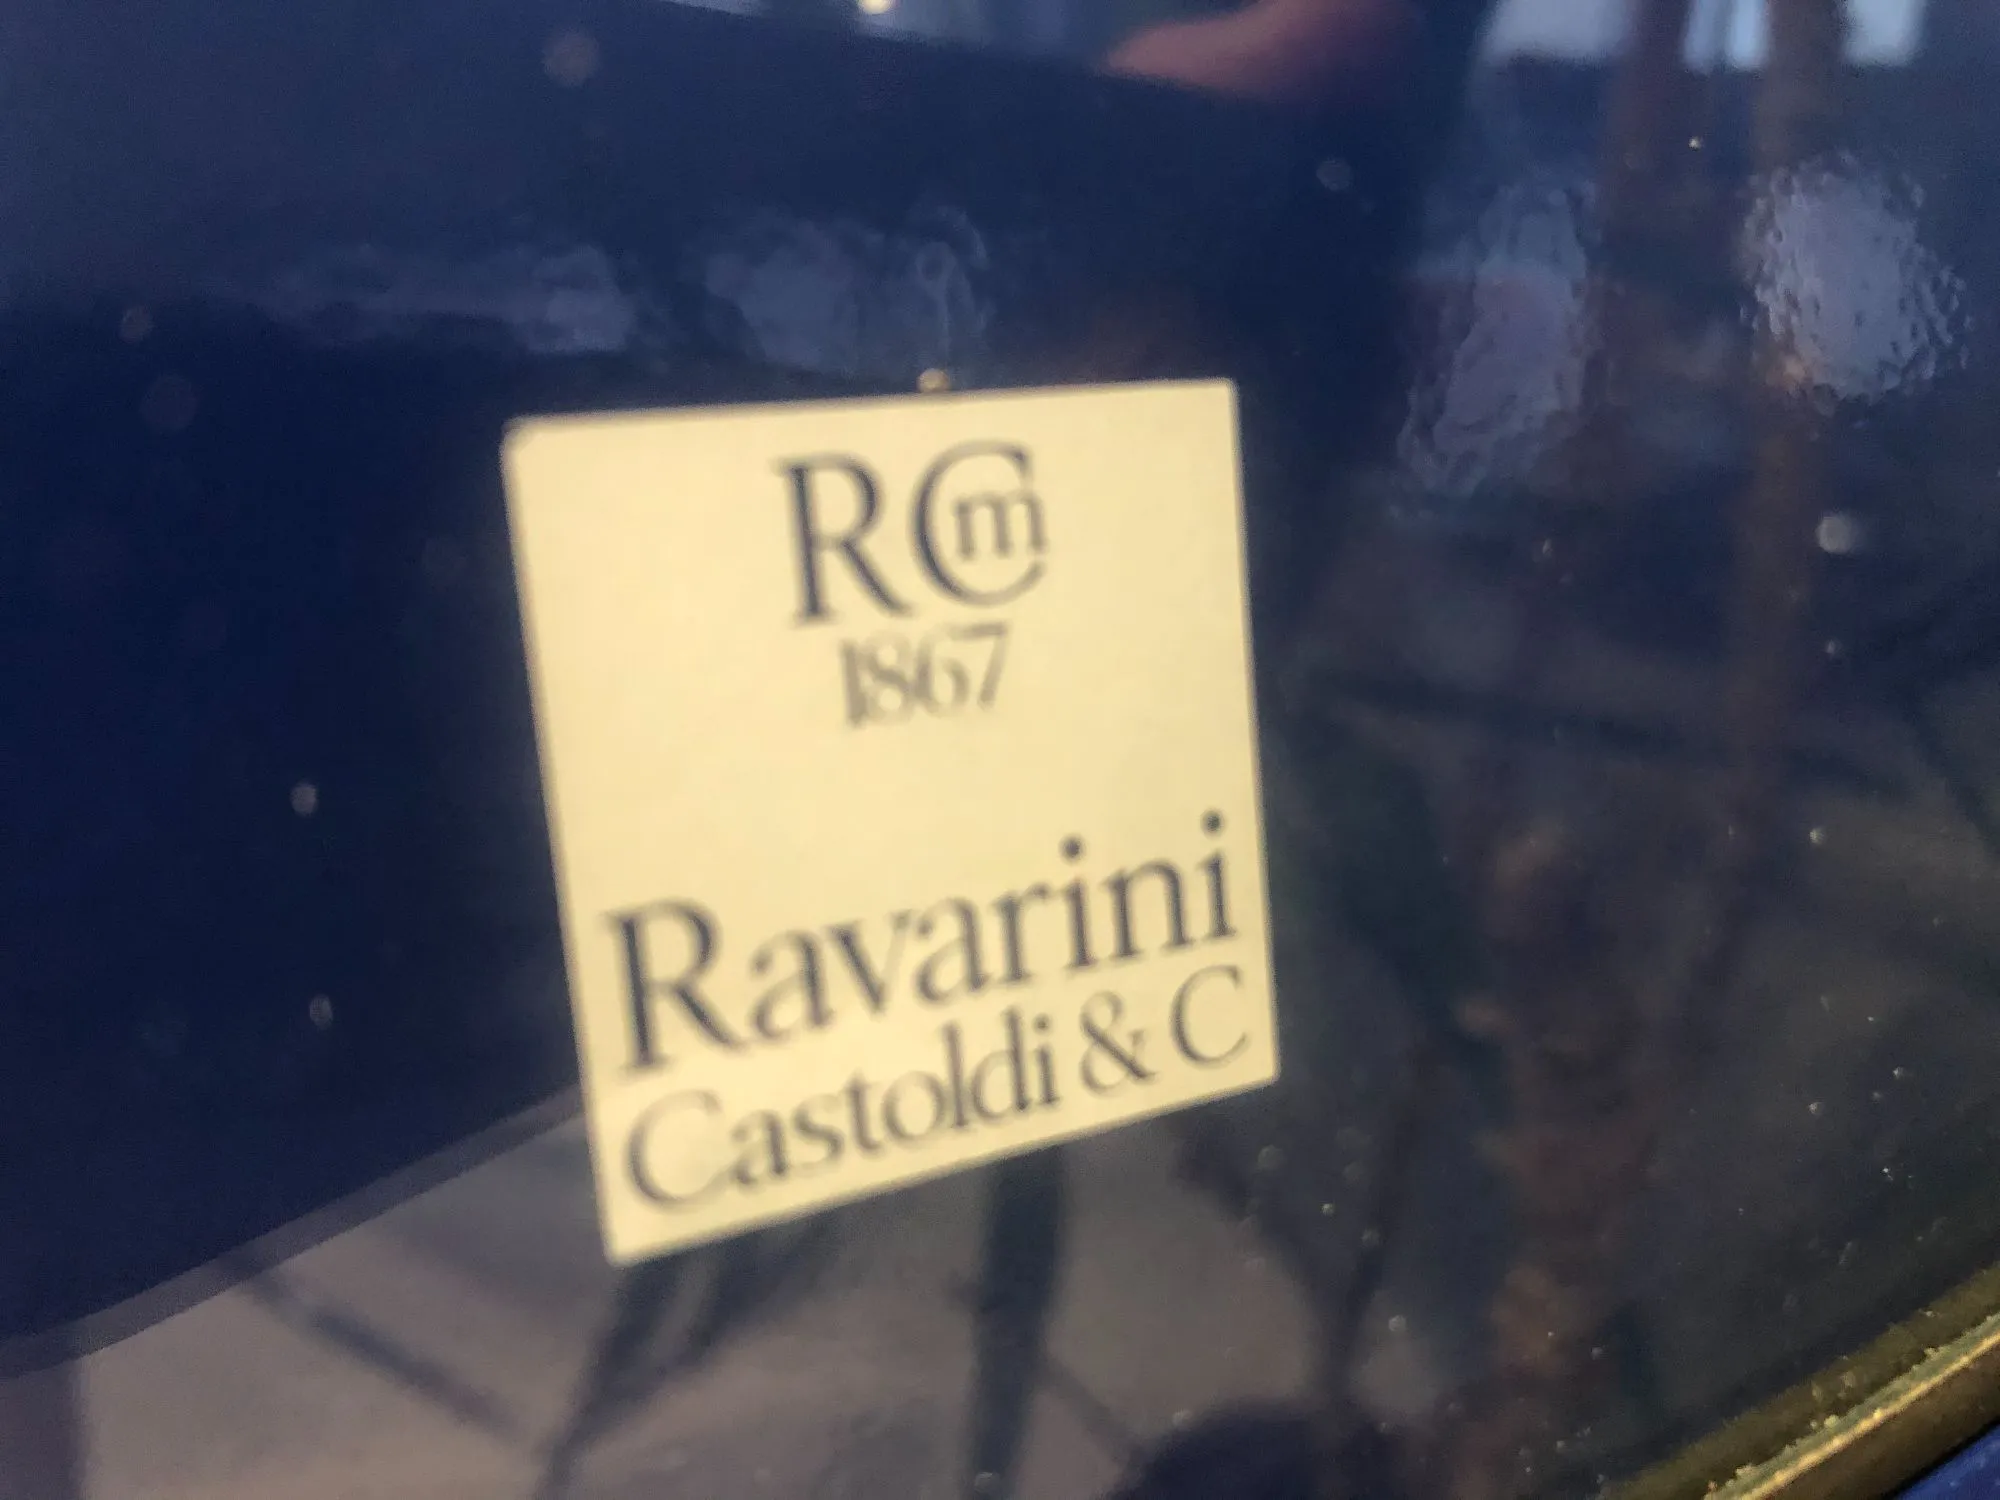 RCm
1867
Ravarini
Castoldi & C